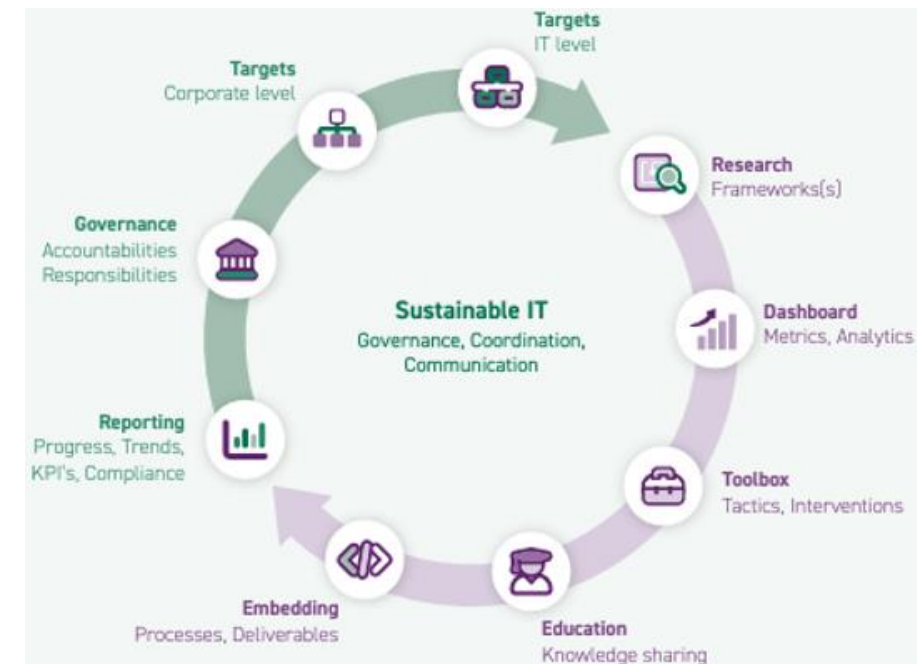 Targets
IT level
Targets
Corporate level
Research
Frameworks(s)
Governance
Accountabilities
Responsibilities
Sustainable IT
Governance, Coordination,
Communication
Dashboard
Metrics, Analytics
Reporting
Progress, Trends,
KPI's, Compliance
Toolbox
Tactics, Interventions
Embedding
Processes, Deliverables
Education
Knowledge sharing